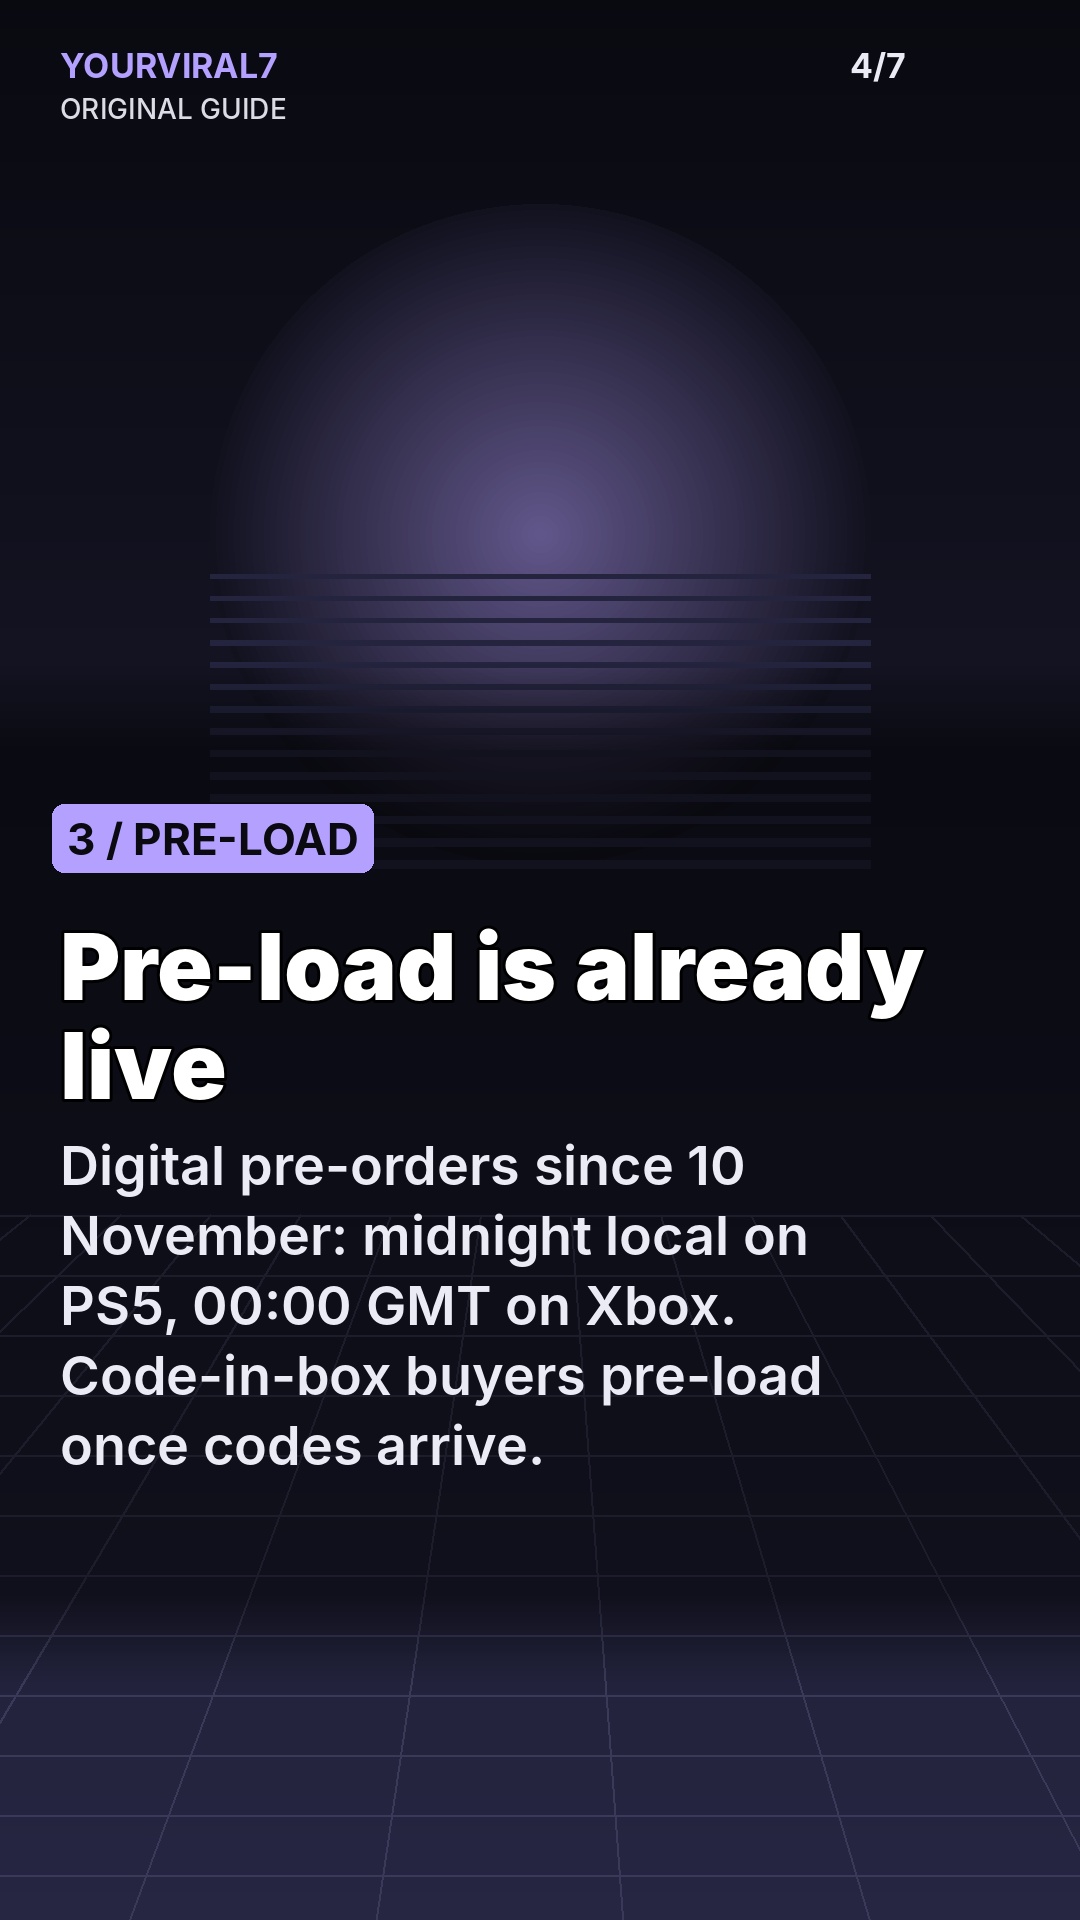 YOURVIRAL7
4/7
ORIGINAL GUIDE
3 / PRE-LOAD
Pre-load is already
live
Digital pre-orders since 10
November: midnight local on
PS5, 00:00 GMT on Xbox.
Code-in-box buyers pre-load
once codes arrive.